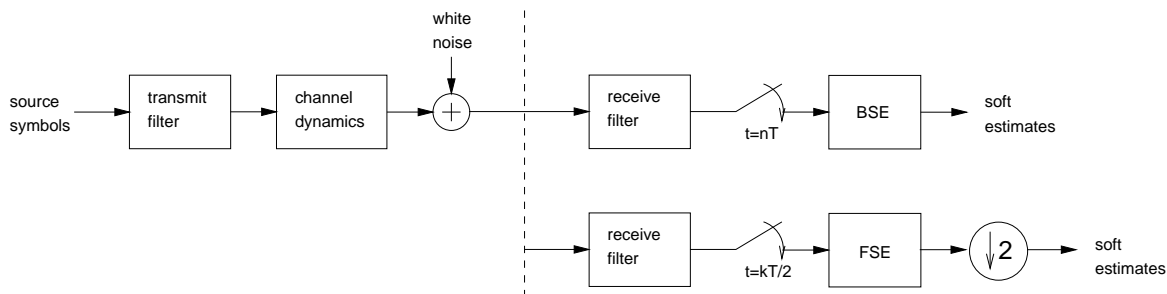 white
noise
source
symbols
transmit
filter
channel
dynamics
+
receive
filter
t=nT
BSE
soft
estimates
receive
filter
t=kT/2
FSE
2
soft
estimates